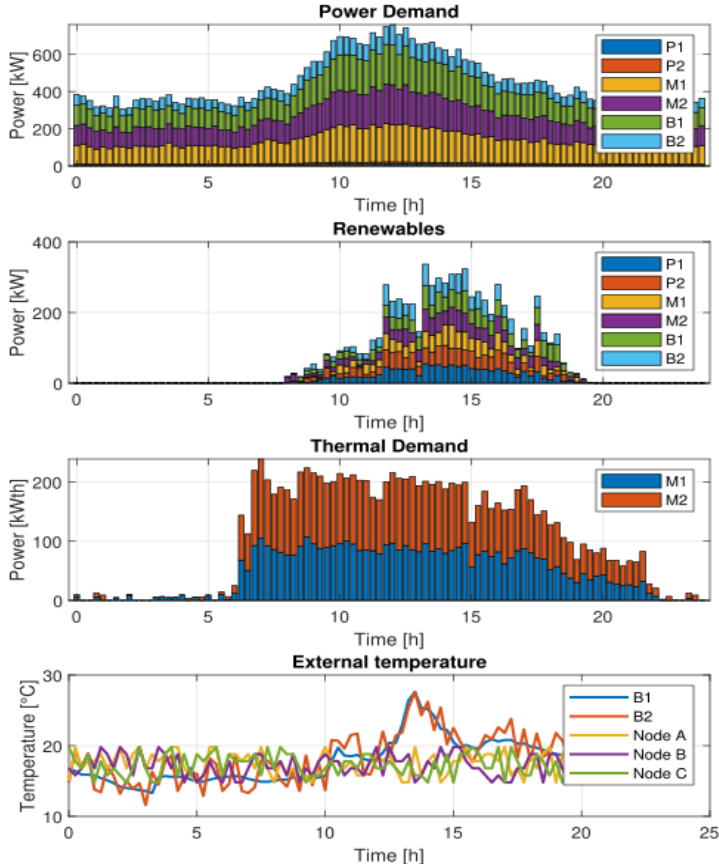 Power Demand
600
400
200
0
Power [kW]
P1
P2
M1
M2
B1
B2
0 5 10 15 20
Time [h]
Renewables
400
200
0
Power [kW]
P1
P2
M1
M2
B1
B2
0 5 10 15 20
Time [h]
Thermal Demand
200
100
0
Power [kWth]
M1
M2
0 5 10 15 20
Time [h]
External temperature
30
20
10
Temperature [°C]
B1
B2
Node A
Node B
Node C
0 5 10 15 20 25
Time [h]